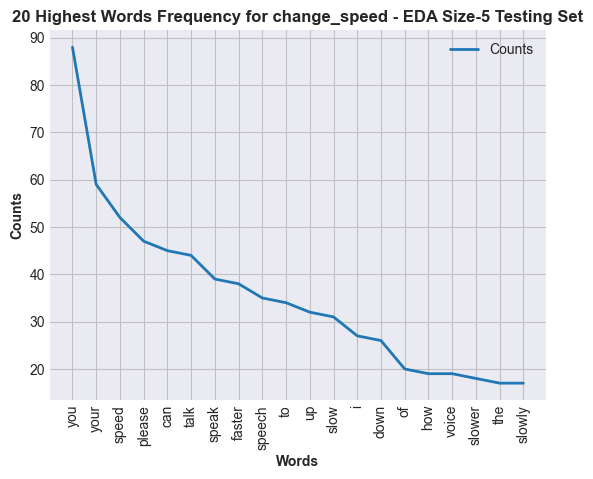 20 Highest Words Frequency for change_speed - EDA Size-5 Testing Set
Counts
90
80
70
60
50
40
30
20
Counts
you
your
speed
please
can
talk
speak
faster
speech
to
up
slow
i
down
of
how
voice
slower
the
slowly
Words